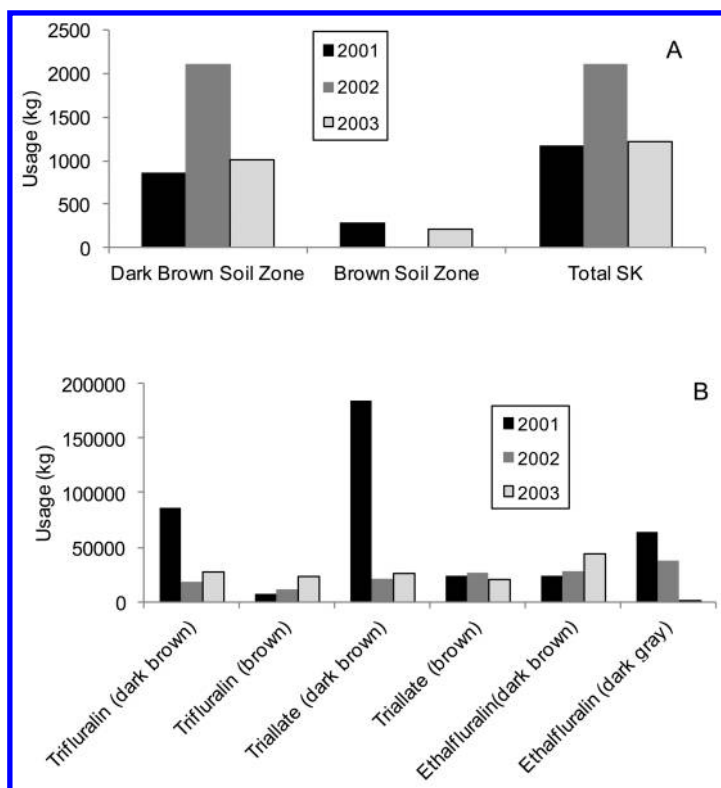 A
2001
2002
2003
Usage (kg)
2500
2000
1500
1000
500
0
Dark Brown Soil Zone
Brown Soil Zone
Total SK
B
2001
2002
2003
Usage (kg)
200000
150000
100000
50000
0
Trifluralin (dark brown)
Trifluralin (brown)
Triallate (dark brown)
Triallate (brown)
Ethalfluralin(dark brown)
Ethalfluralin (dark gray)